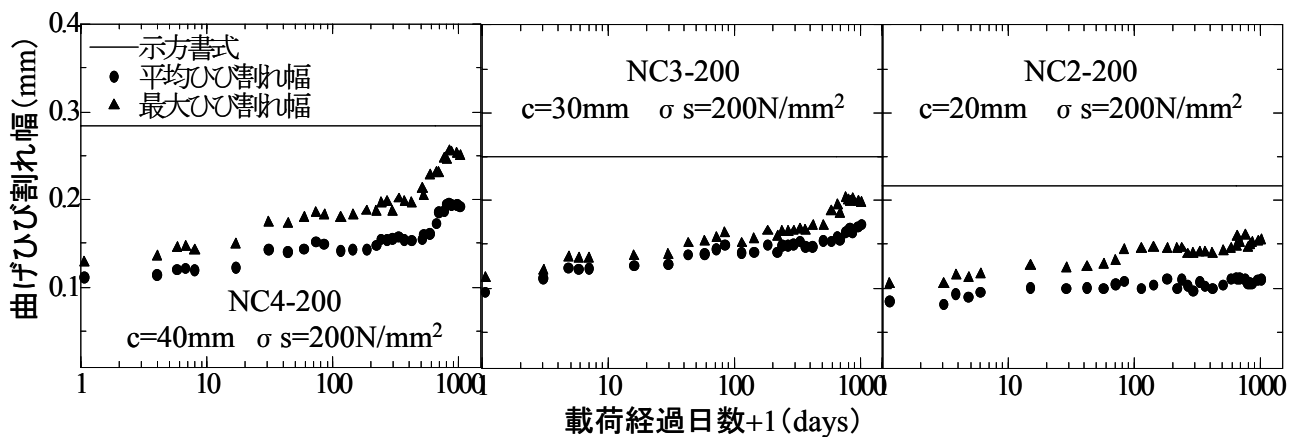 曲げひび割れ幅(mm)
0.4
0.3
0.2
0.1
示方書式
平均ひび割れ幅
最大ひび割れ幅
NC4-200
c=40mm σs=200N/mm²
NC3-200
c=30mm σs=200N/mm²
NC2-200
c=20mm σs=200N/mm²
1 10 100 1000 1 10 100 1000 10 100 1000
載荷経過日数+1(days)